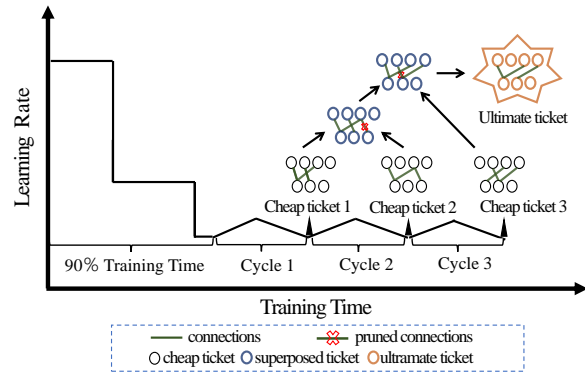 Learning Rate
Ultimate ticket
Cheap ticket 1
Cheap ticket 2
Cheap ticket 3
90% Training Time
Cycle 1
Cycle 2
Cycle 3
Training Time
connections
pruned connections
cheap ticket
superposed ticket
ultramate ticket